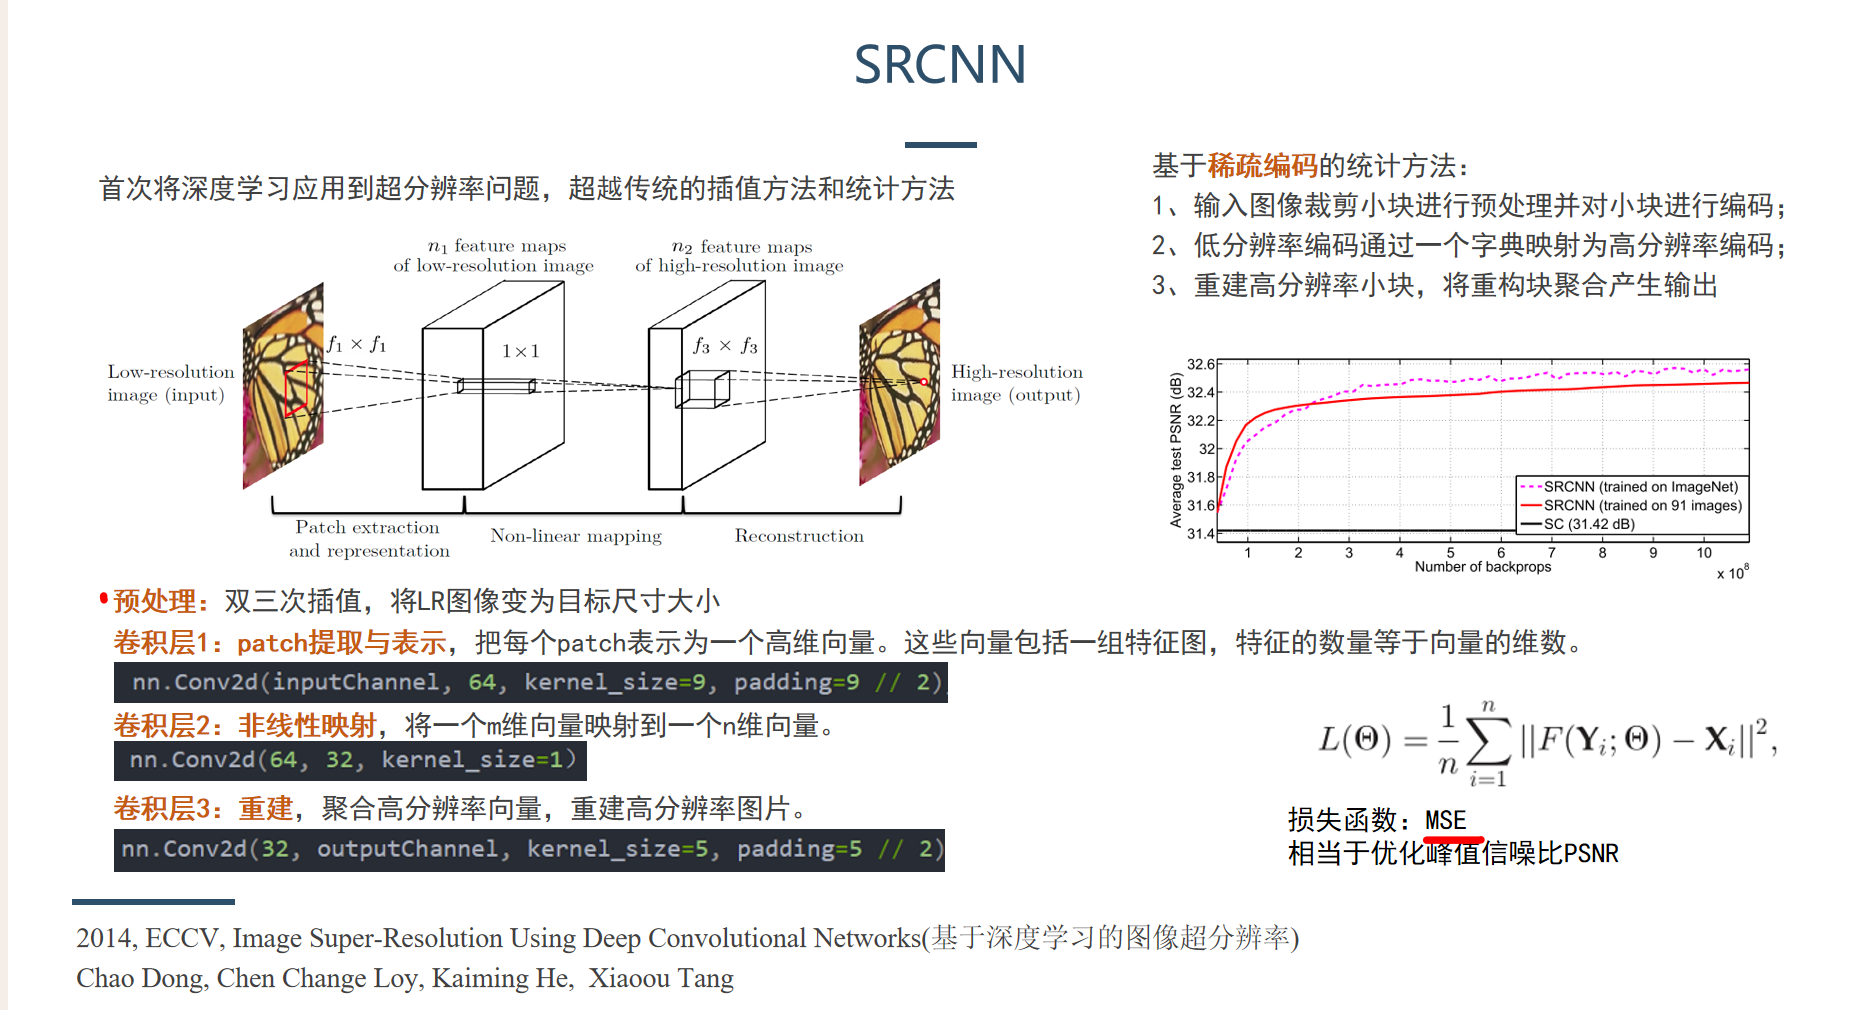 SRCNN
首次将深度学习应用到超分辨率问题，超越传统的插值方法和统计方法
n₁ feature maps
of low-resolution image
n₂ feature maps
of high-resolution image
f₁ × f₁
1×1
f₃ × f₃
Low-resolution
image (input)
High-resolution
image (output)
Patch extraction
and representation
Non-linear mapping
Reconstruction
基于稀疏编码的统计方法：
1、输入图像裁剪小块进行预处理并对小块进行编码；
2、低分辨率编码通过一个字典映射为高分辨率编码；
3、重建高分辨率小块，将重构块聚合产生输出
Average test PSNR (dB)
32.6
32.4
32.2
32
31.8
31.6
31.4
SRCNN (trained on ImageNet)
SRCNN (trained on 91 images)
SC (31.42 dB)
1 2 3 4 5 6 7 8 9 10
Number of backprops
x 10⁸
预处理：双三次插值，将LR图像变为目标尺寸大小
卷积层1：patch提取与表示，把每个patch表示为一个高维向量。这些向量包括一组特征图，特征的数量等于向量的维数。
nn.Conv2d(inputChannel, 64, kernel_size=9, padding=9 // 2)
卷积层2：非线性映射，将一个m维向量映射到一个n维向量。
nn.Conv2d(64, 32, kernel_size=1)
卷积层3：重建，聚合高分辨率向量，重建高分辨率图片。
nn.Conv2d(32, outputChannel, kernel_size=5, padding=5 // 2)
L(Θ) = 1/n ∑ⁿᵢ₌₁ ||F(Yᵢ; Θ) − Xᵢ||²,
损失函数：MSE
相当于优化峰值信噪比PSNR
2014, ECCV, Image Super-Resolution Using Deep Convolutional Networks(基于深度学习的图像超分辨率)
Chao Dong, Chen Change Loy, Kaiming He, Xiaoou Tang